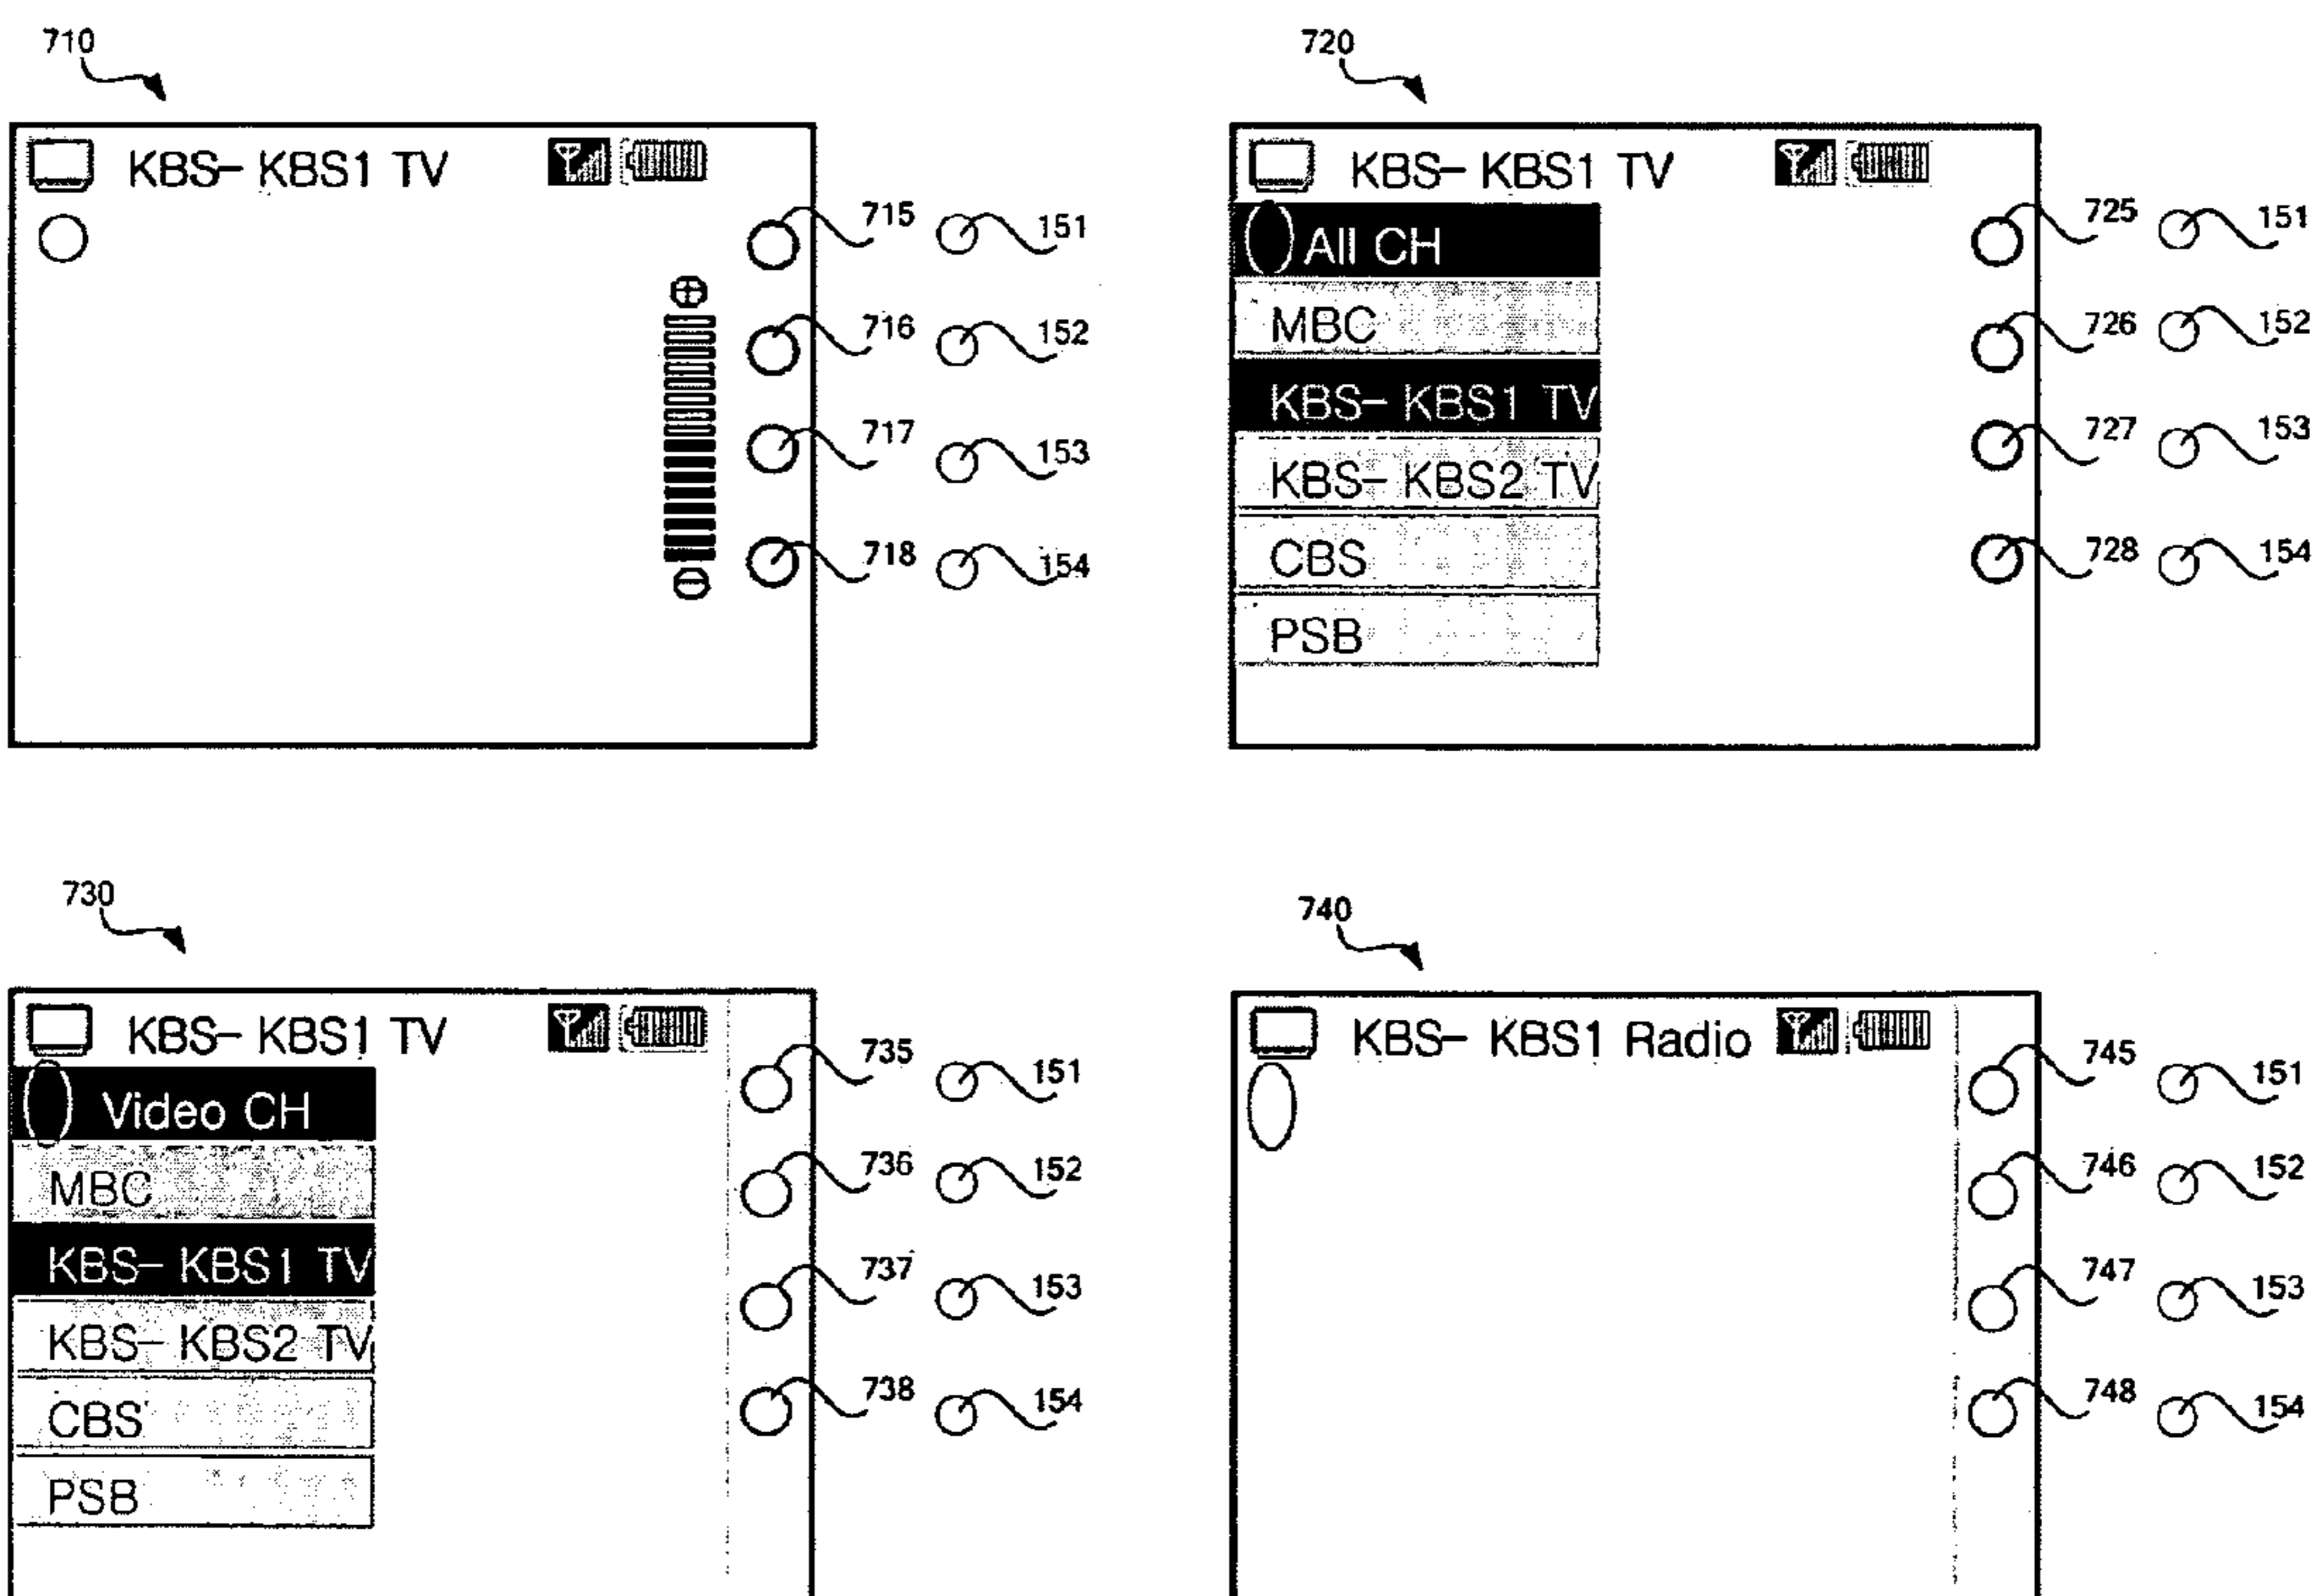 710
KBS- KBS1 TV
715
151
716
152
717
153
718
154
720
KBS- KBS1 TV
All CH
MBC
KBS- KBS1 TV
KBS- KBS2 TV
CBS
PSB
725
151
726
152
727
153
728
154
730
KBS- KBS1 TV
Video CH
MBC
KBS- KBS1 TV
KBS- KBS2 TV
CBS
PSB
735
151
736
152
737
153
738
154
740
KBS- KBS1 Radio
745
151
746
152
747
153
748
154